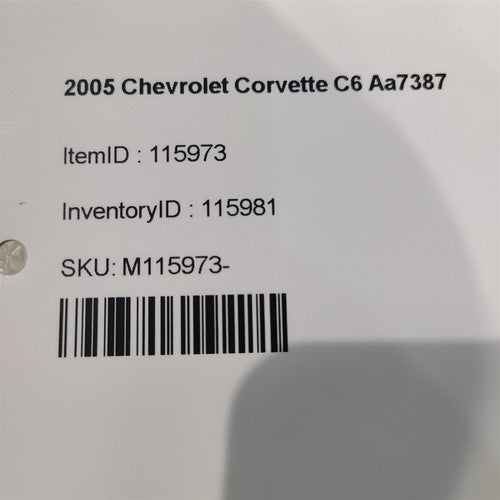 2005 Chevrolet Corvette C6 Aa7387
ItemID : 115973
InventoryID : 115981
SKU: M115973-